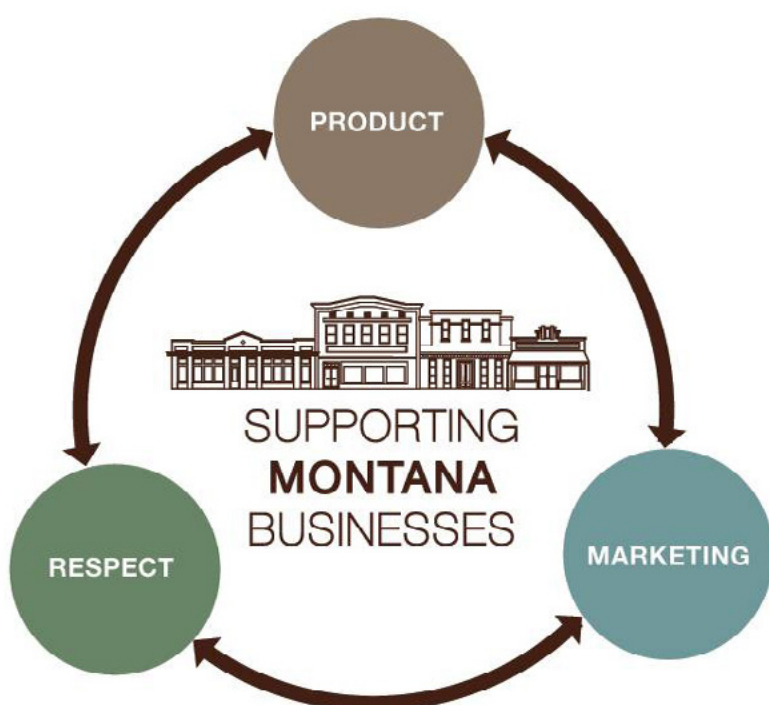 PRODUCT
SUPPORTING
MONTANA
BUSINESSES
RESPECT
MARKETING